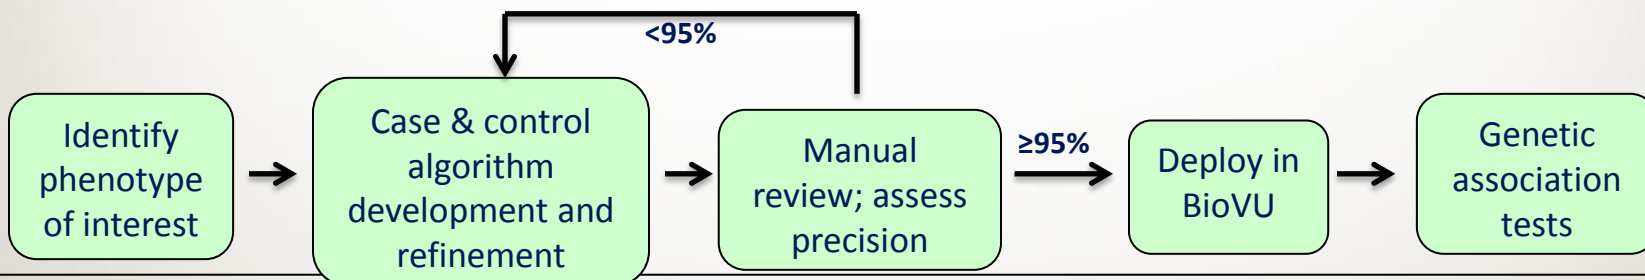 <95%
Identify
phenotype
of interest
Case & control
algorithm
development and
refinement
Manual
review; assess
precision
≥95%
Deploy in
BioVU
Genetic
association
tests